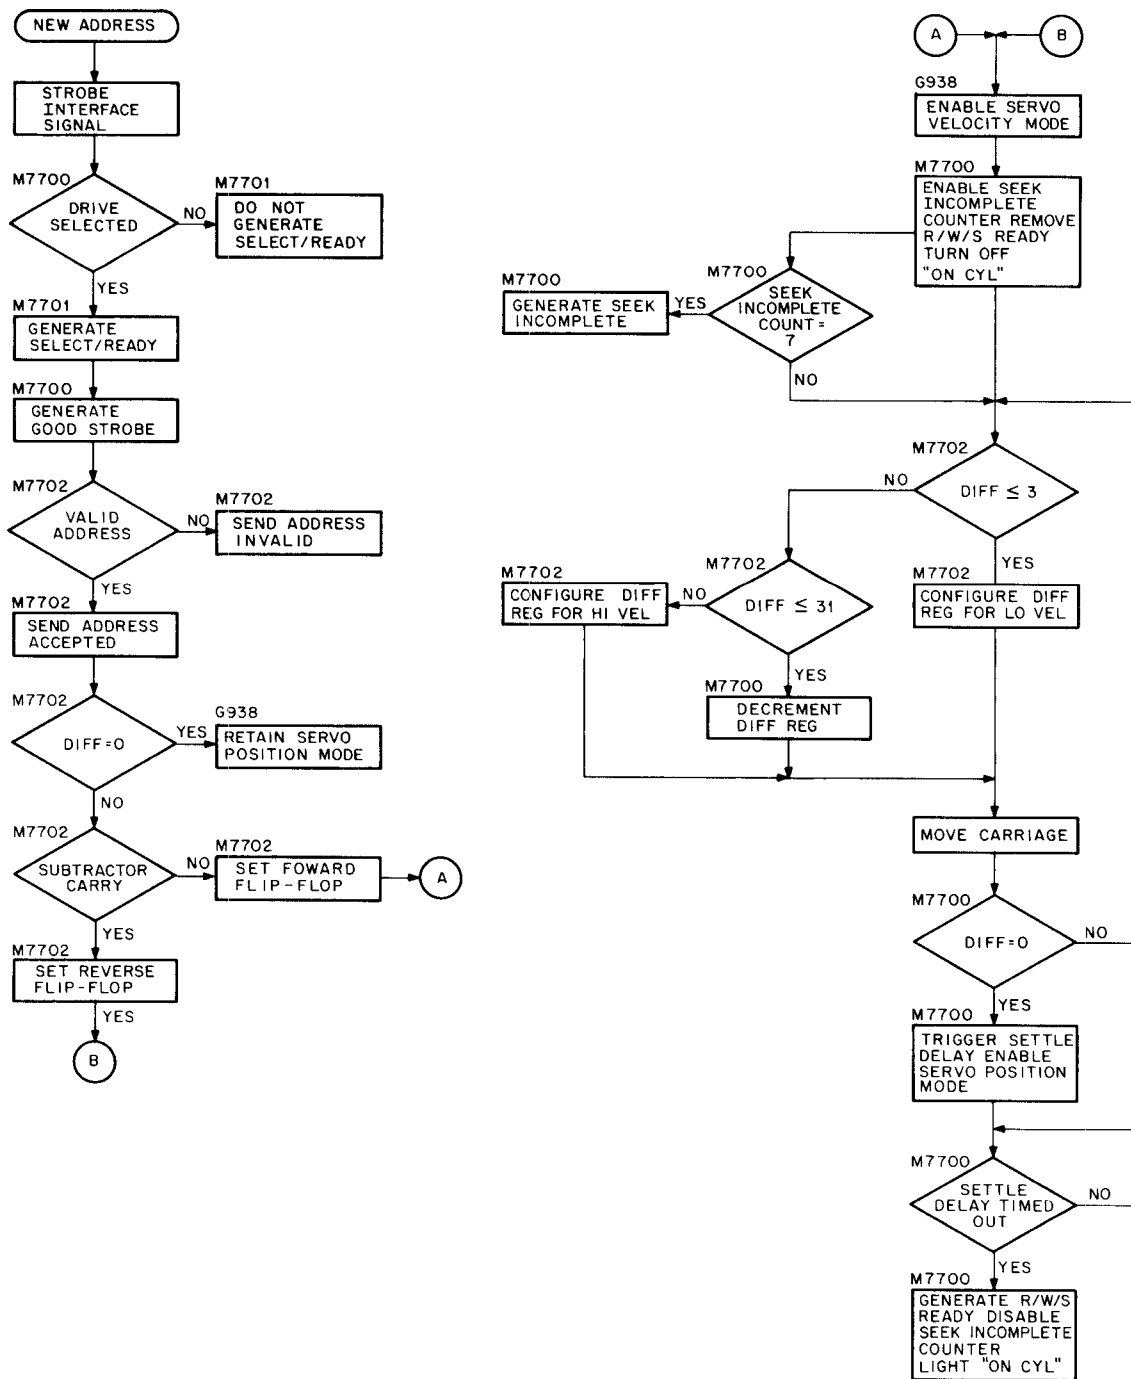 NEW ADDRESS
STROBE
INTERFACE
SIGNAL
M7700
DRIVE
SELECTED
NO
M7701
DO NOT
GENERATE
SELECT/READY
YES
M7701
GENERATE
SELECT/READY
M7700
GENERATE
GOOD STROBE
M7702
VALID
ADDRESS
NO
M7702
SEND ADDRESS
INVALID
YES
M7702
SEND ADDRESS
ACCEPTED
M7702
DIFF=0
YES
G938
RETAIN SERVO
POSITION MODE
NO
M7702
SUBTRACTOR
CARRY
NO
M7702
SET FOWARD
FLIP-FLOP
A
YES
M7702
SET REVERSE
FLIP-FLOP
YES
B
A
B
G938
ENABLE SERVO
VELOCITY MODE
M7700
ENABLE SEEK
INCOMPLETE
COUNTER REMOVE
R/W/S READY
TURN OFF
"ON CYL"
M7700
SEEK
INCOMPLETE
COUNT =
7
YES
M7700
GENERATE SEEK
INCOMPLETE
NO
M7702
DIFF ≤ 3
NO
YES
M7702
CONFIGURE DIFF
REG FOR LO VEL
M7702
DIFF ≤ 31
NO
M7702
CONFIGURE DIFF
REG FOR HI VEL
YES
M7700
DECREMENT
DIFF REG
MOVE CARRIAGE
M7700
DIFF=0
NO
YES
M7700
TRIGGER SETTLE
DELAY ENABLE
SERVO POSITION
MODE
M7700
SETTLE
DELAY TIMED
OUT
NO
YES
M7700
GENERATE R/W/S
READY DISABLE
SEEK INCOMPLETE
COUNTER
LIGHT "ON CYL"